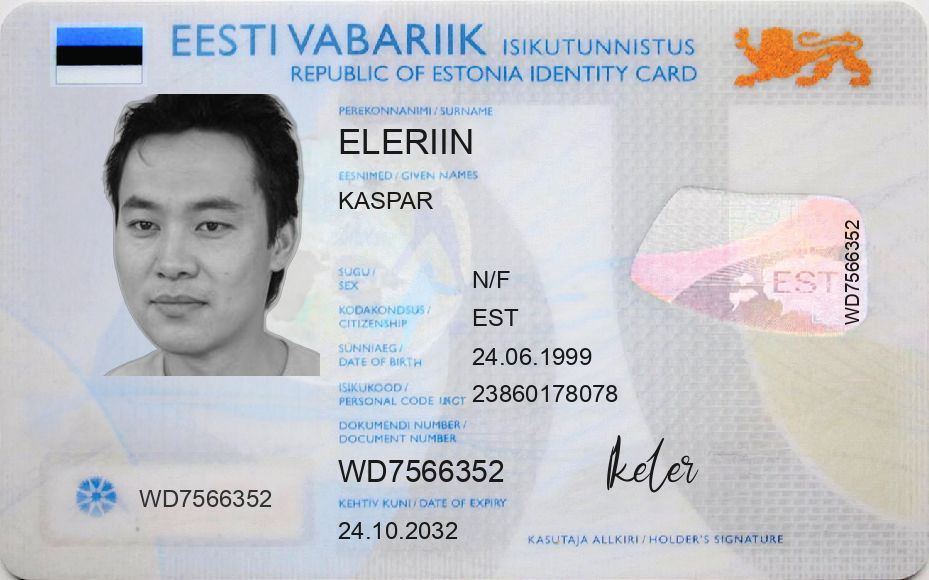 EESTI VABARIIK ISIKUTUNNISTUS
REPUBLIC OF ESTONIA IDENTITY CARD
PEREKONNANIMI / SURNAME
ELERIIN
EESNIMED / GIVEN NAMES
KASPAR
SUGU / SEX N/F
KODAKONDSUS / CITIZENSHIP EST
SÜNNIAEG / DATE OF BIRTH 24.06.1999
ISIKUKOOD / PERSONAL CODE 23860178078
DOKUMENDI NUMBER / DOCUMENT NUMBER
WD7566352
KEHTIV KUNI / DATE OF EXPIRY
24.10.2032
WD7566352
EST
WD7566352
KASUTAJA ALLKIRI / HOLDER'S SIGNATURE